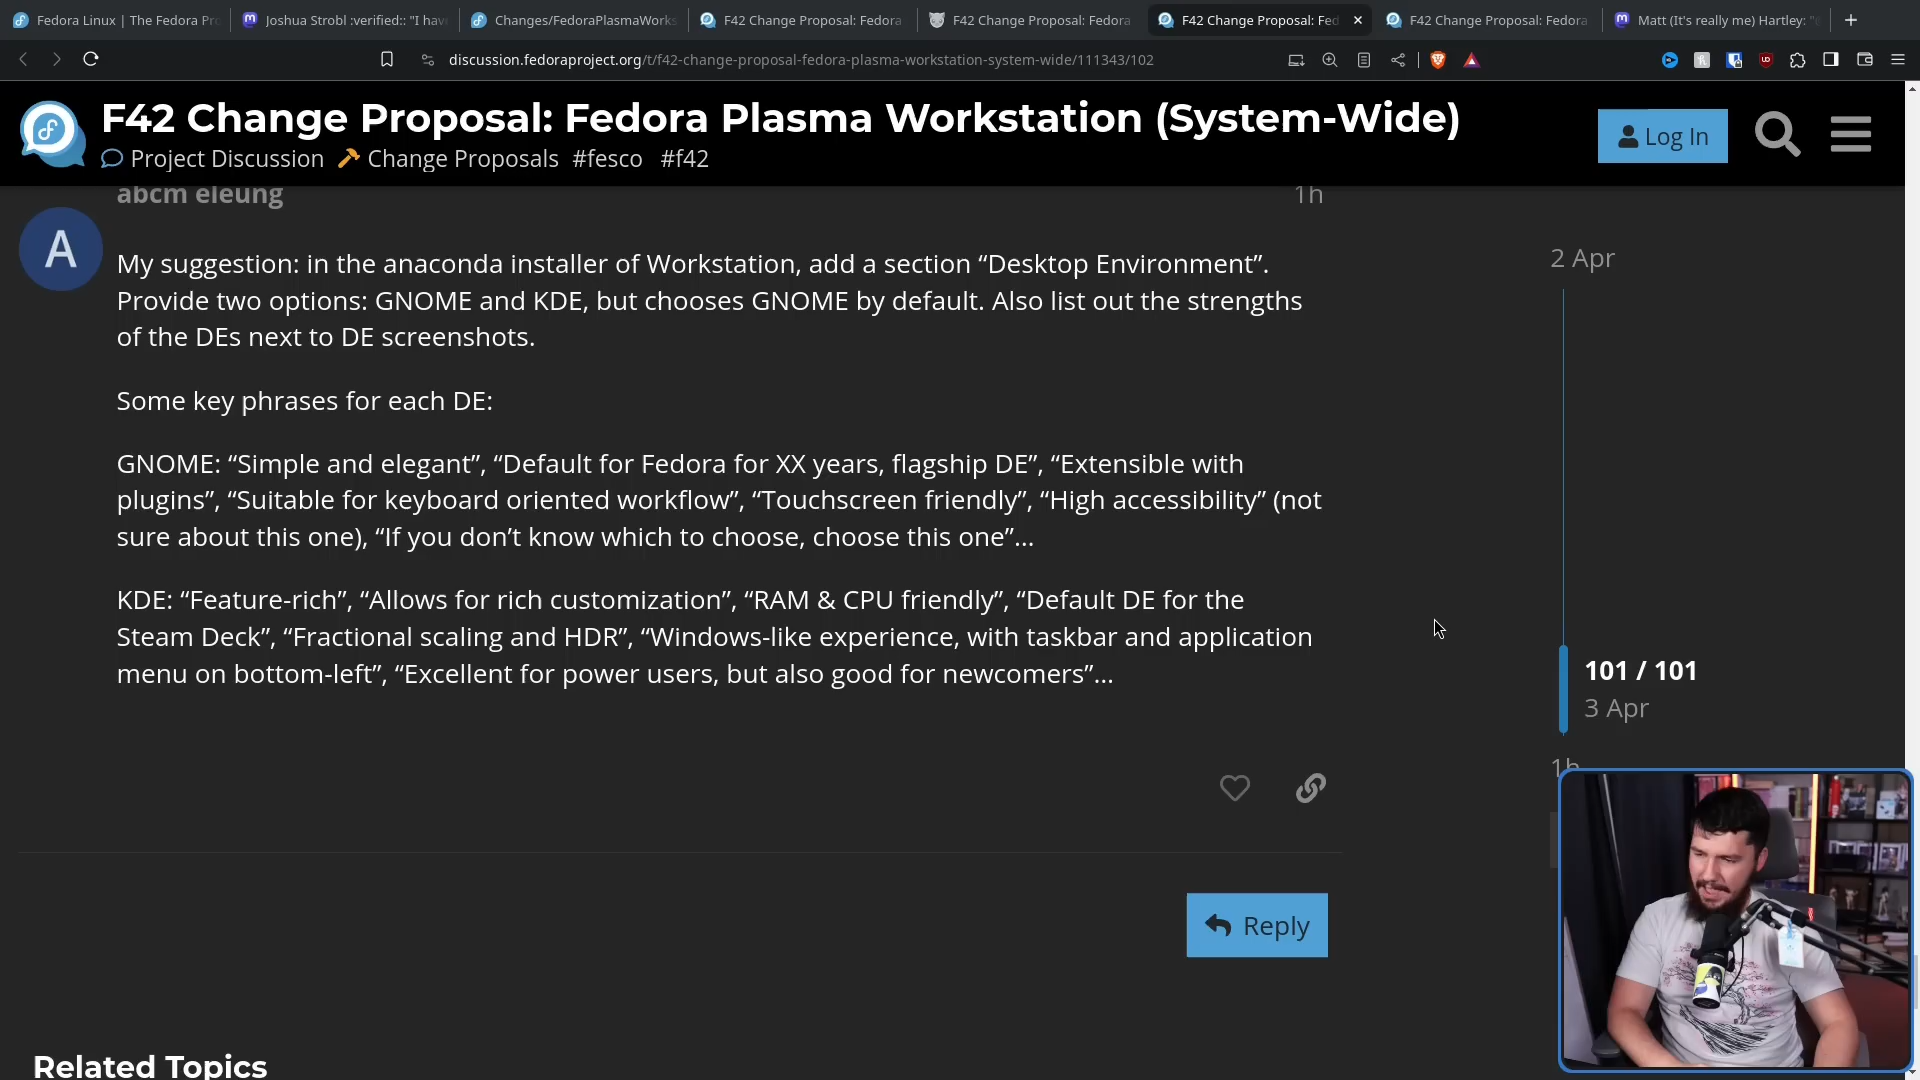 Fedora Linux | The Fedora Pro
Joshua Strobl :verified:: "I hav
Changes/FedoraPlasmaWorks
F42 Change Proposal: Fedora
F42 Change Proposal: Fedora
F42 Change Proposal: Fed
F42 Change Proposal: Fedora
Matt (It's really me) Hartley: "
discussion.fedoraproject.org/t/f42-change-proposal-fedora-plasma-workstation-system-wide/111343/102
F42 Change Proposal: Fedora Plasma Workstation (System-Wide)
Project Discussion Change Proposals #fesco #f42
Log In
abcm eleung
1h
A
My suggestion: in the anaconda installer of Workstation, add a section “Desktop Environment”.
Provide two options: GNOME and KDE, but chooses GNOME by default. Also list out the strengths
of the DEs next to DE screenshots.
Some key phrases for each DE:
GNOME: “Simple and elegant”, “Default for Fedora for XX years, flagship DE”, “Extensible with
plugins”, “Suitable for keyboard oriented workflow”, “Touchscreen friendly”, “High accessibility” (not
sure about this one), “If you don’t know which to choose, choose this one”…
KDE: “Feature-rich”, “Allows for rich customization”, “RAM & CPU friendly”, “Default DE for the
Steam Deck”, “Fractional scaling and HDR”, “Windows-like experience, with taskbar and application
menu on bottom-left”, “Excellent for power users, but also good for newcomers”…
2 Apr
101 / 101
3 Apr
1h
Reply
Related Topics